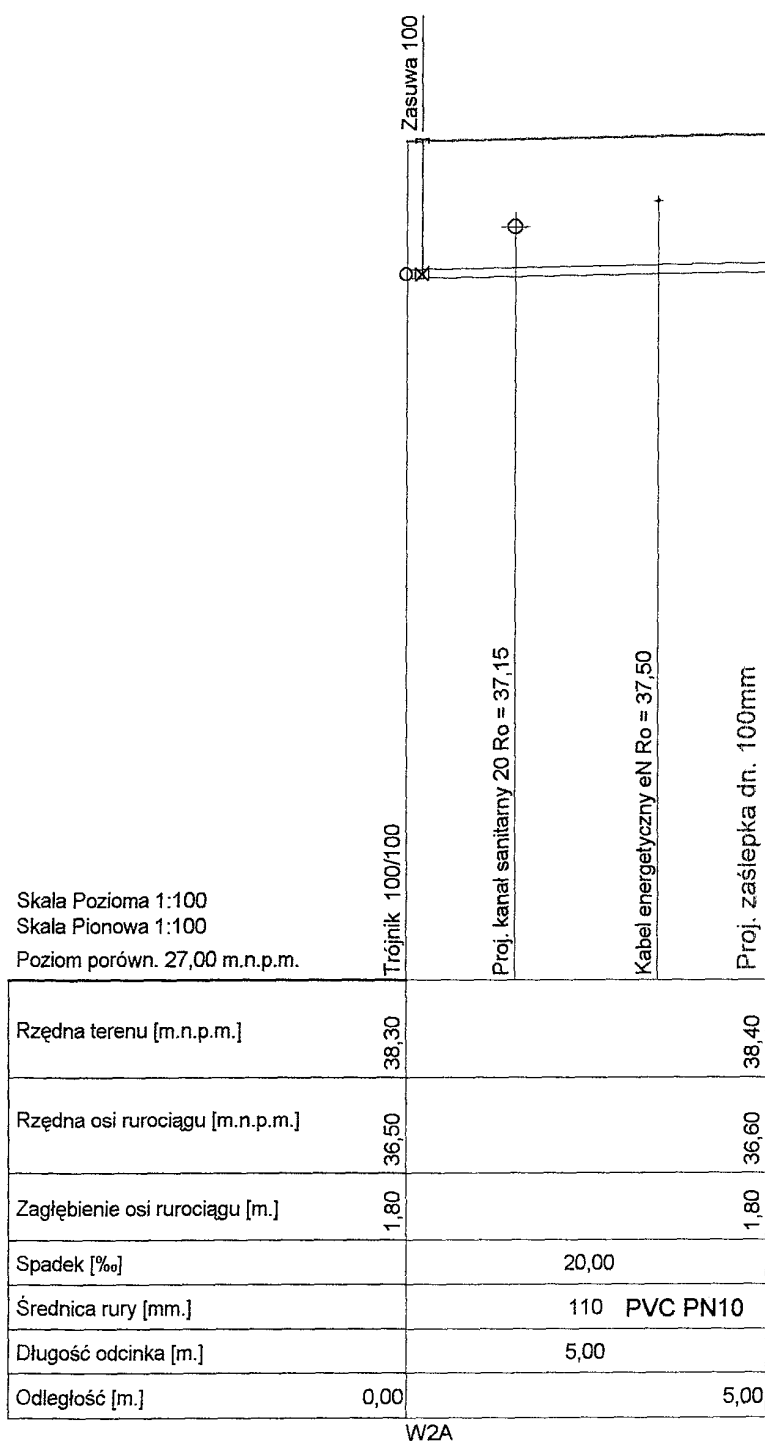 Zasuwa 100
Trójnik 100/100
Proj. kanał sanitarny 20 Ro = 37,15
Kabel energetyczny eN Ro = 37,50
Proj. zaślepka dn. 100mm
Skala Pozioma 1:100
Skala Pionowa 1:100
Poziom porówn. 27,00 m.n.p.m.
Rzędna terenu [m.n.p.m.] 38,30 38,40
Rzędna osi rurociągu [m.n.p.m.] 36,50 36,60
Zagłębienie osi rurociągu [m.] 1,80 1,80
Spadek [‰] 20,00
Średnica rury [mm.] 110 PVC PN10
Długość odcinka [m.] 5,00
Odległość [m.] 0,00 5,00
W2A